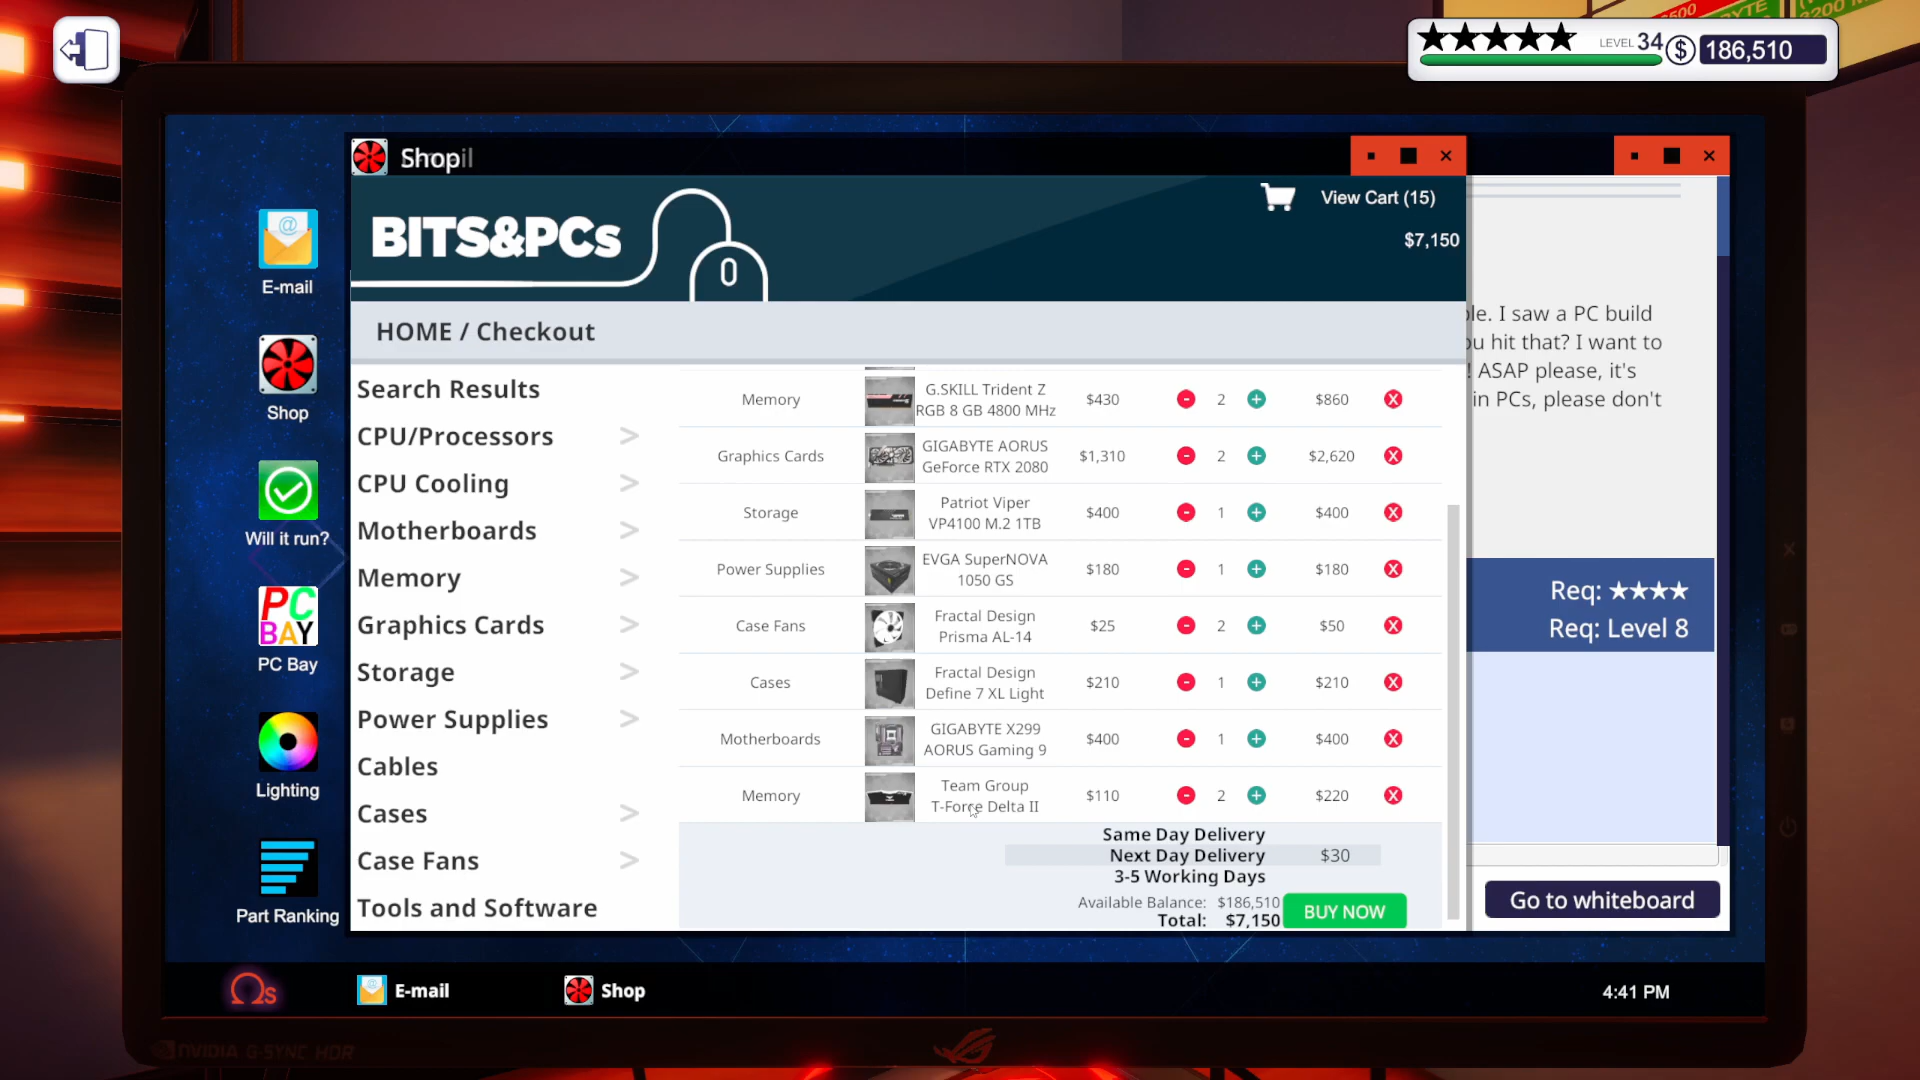 LEVEL 34 $ 186,510
Shop
View Cart (15)
BITS&PCs
$7,150
HOME / Checkout
E-mail
Shop
Will it run?
PC BAY
PC Bay
Lighting
Part Ranking
Search Results
CPU/Processors >
CPU Cooling >
Motherboards >
Memory >
Graphics Cards >
Storage >
Power Supplies >
Cables
Cases >
Case Fans >
Tools and Software
Memory G.SKILL Trident Z $430 - 2 + $860 X
RGB 8 GB 4800 MHz
Graphics Cards GIGABYTE AORUS $1,310 - 2 + $2,620 X
GeForce RTX 2080
Storage Patriot Viper $400 - 1 + $400 X
VP4100 M.2 1TB
Power Supplies EVGA SuperNOVA $180 - 1 + $180 X
1050 GS
Case Fans Fractal Design $25 - 2 + $50 X
Prisma AL-14
Cases Fractal Design $210 - 1 + $210 X
Define 7 XL Light
Motherboards GIGABYTE X299 $400 - 1 + $400 X
AORUS Gaming 9
Memory Team Group $110 - 2 + $220 X
T-Force Delta II
Same Day Delivery
Next Day Delivery $30
3-5 Working Days
Available Balance: $186,510
Total: $7,150
BUY NOW
I saw a PC build
hit that? I want to
! ASAP please, it's
in PCs, please don't
Req: ★★★★
Req: Level 8
Go to whiteboard
Ωs
E-mail
Shop
4:41 PM
NVIDIA G-SYNC HDR